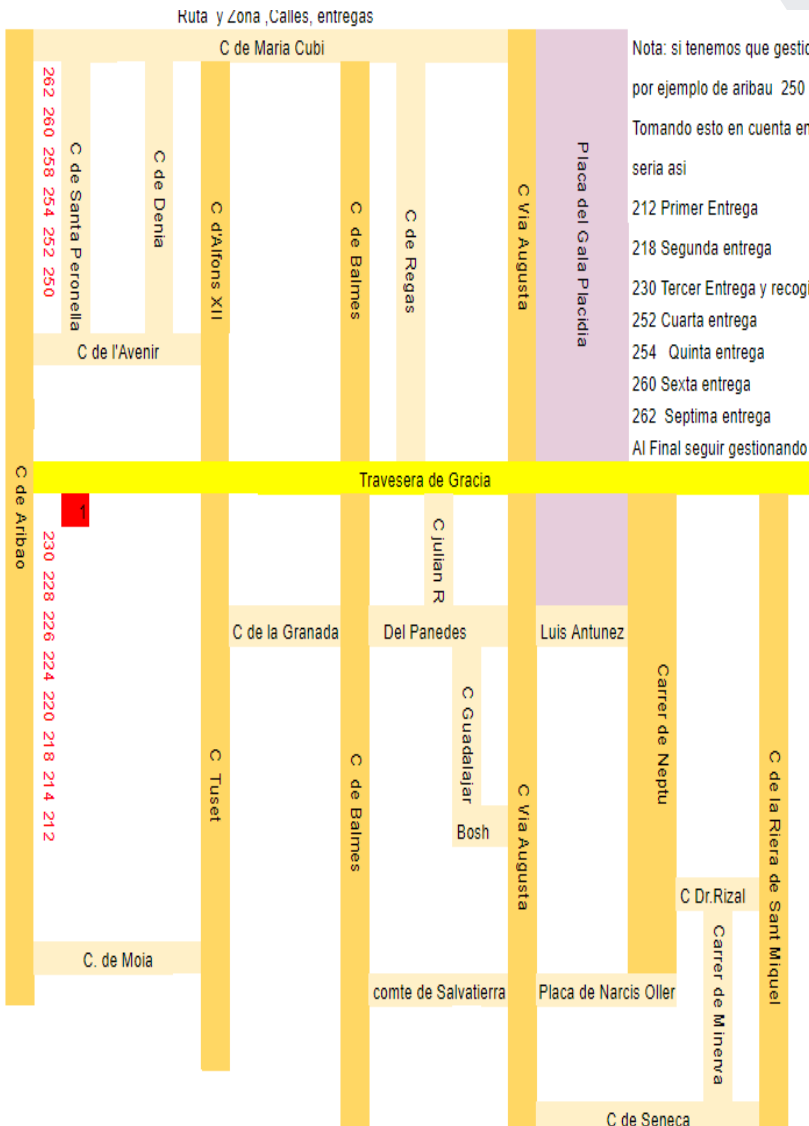 Ruta y Zona ,Calles, entregas
C de Maria Cubi
Nota: si tenemos que gestio
por ejemplo de aribau 250
Tomando esto en cuenta en
seria asi
212 Primer Entrega
218 Segunda entrega
230 Tercer Entrega y recogi
252 Cuarta entrega
254 Quinta entrega
260 Sexta entrega
262 Septima entrega
Al Final seguir gestionando
262 260 258 254 252 250
C de Santa Peronella
C de Denia
C d'Alfons XII
C de Balmes
C de Regas
C Via Augusta
Placa del Gala Placidia
C de l'Avenir
C de Aribao
Travesera de Gracia
1
230 228 226 224 220 218 214 212
C julian R
C de la Granada
Del Panedes
Luis Antunez
C Guadalajar
Carrer de Neptu
C Tuset
C de Balmes
C Via Augusta
C de la Riera de Sant Miquel
Bosh
C Dr.Rizal
Carrer de Minerva
C. de Moia
comte de Salvatierra
Placa de Narcis Oller
C de Seneca